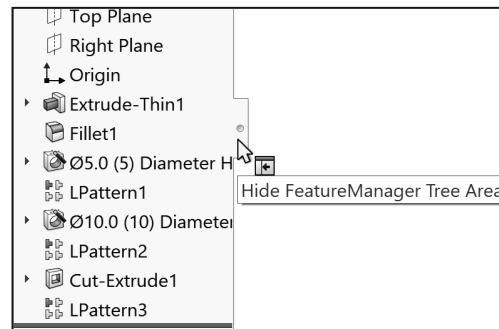 Top Plane
Right Plane
Origin
Extrude-Thin1
Fillet1
Ø5.0 (5) Diameter H
LPattern1
Hide FeatureManager Tree Area
Ø10.0 (10) Diameter
LPattern2
Cut-Extrude1
LPattern3